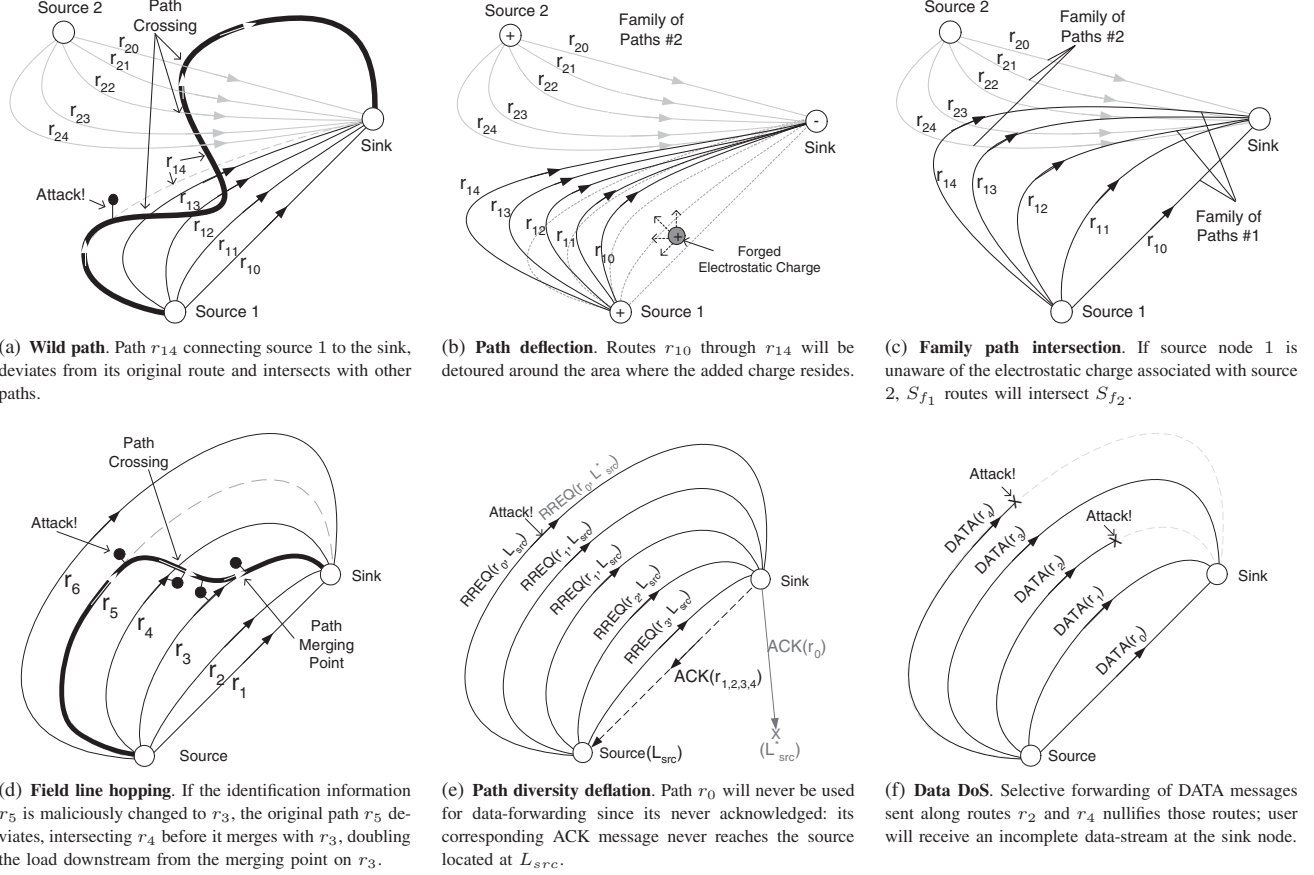 Source 2
Path
Crossing
r20
r21
r22
r23
r24
Sink
r14
Attack!
r13
r12
r11
r10
Source 1
(a) Wild path. Path r14 connecting source 1 to the sink,
deviates from its original route and intersects with other
paths.
Source 2
+
Family of
Paths #2
r20
r21
r22
r23
r24
-
Sink
r14
r13
r12
r11
r10
+
Forged
Electrostatic Charge
+
Source 1
(b) Path deflection. Routes r10 through r14 will be
detoured around the area where the added charge resides.
Source 2
Family of
Paths #2
r20
r21
r22
r23
r24
Sink
r14
r13
r12
r11
r10
Family of
Paths #1
Source 1
(c) Family path intersection. If source node 1 is
unaware of the electrostatic charge associated with source
2, Sf1 routes will intersect Sf2.
Path
Crossing
Attack!
r6
r5
r4
r3
r2
r1
Sink
Path
Merging
Point
Source
(d) Field line hopping. If the identification information
r5 is maliciously changed to r3, the original path r5 de-
viates, intersecting r4 before it merges with r3, doubling
the load downstream from the merging point on r3.
Attack!
RREQ(r0, L*src)
RREQ(r0, Lsrc)
RREQ(r1, Lsrc)
RREQ(r1, Lsrc)
RREQ(r2, Lsrc)
RREQ(r3, Lsrc)
Sink
ACK(r0)
ACK(r1,2,3,4)
X
(L*src)
Source(Lsrc)
(e) Path diversity deflation. Path r0 will never be used
for data-forwarding since its never acknowledged: its
corresponding ACK message never reaches the source
located at Lsrc.
Attack!
X
DATA(r4)
DATA(r3)
Attack!
X
DATA(r2)
DATA(r1)
DATA(r0)
Sink
Source
(f) Data DoS. Selective forwarding of DATA messages
sent along routes r2 and r4 nullifies those routes; user
will receive an incomplete data-stream at the sink node.